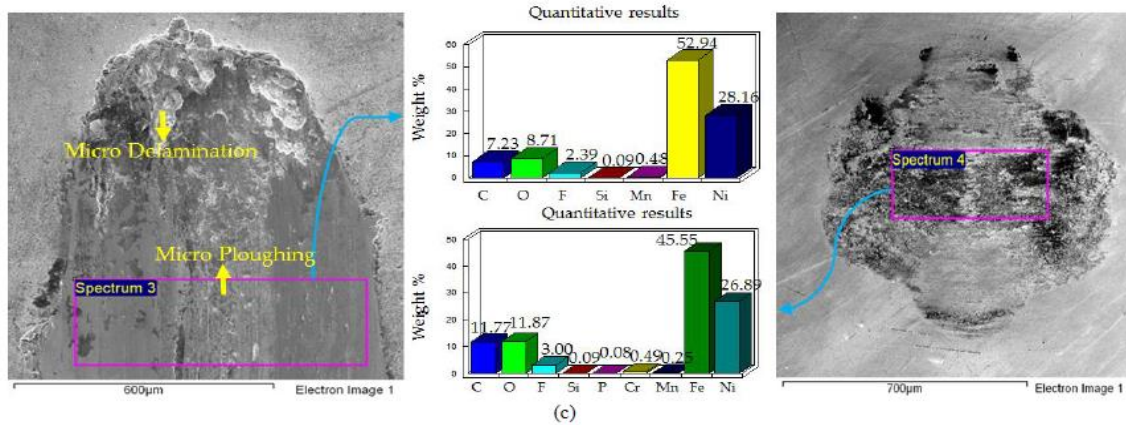 Micro Delamination
Micro Ploughing
Spectrum 3
600µm
Electron Image 1
Quantitative results
Weight %
60
50
40
30
20
10
0
7.23
8.71
2.39
0.09
0.48
52.94
28.16
C O F Si Mn Fe Ni
Quantitative results
Weight %
50
40
30
20
10
0
11.77
11.87
3.00
0.09
0.08
0.49
0.25
45.55
26.89
C O F Si P Cr Mn Fe Ni
Spectrum 4
700µm
Electron Image 1
(c)